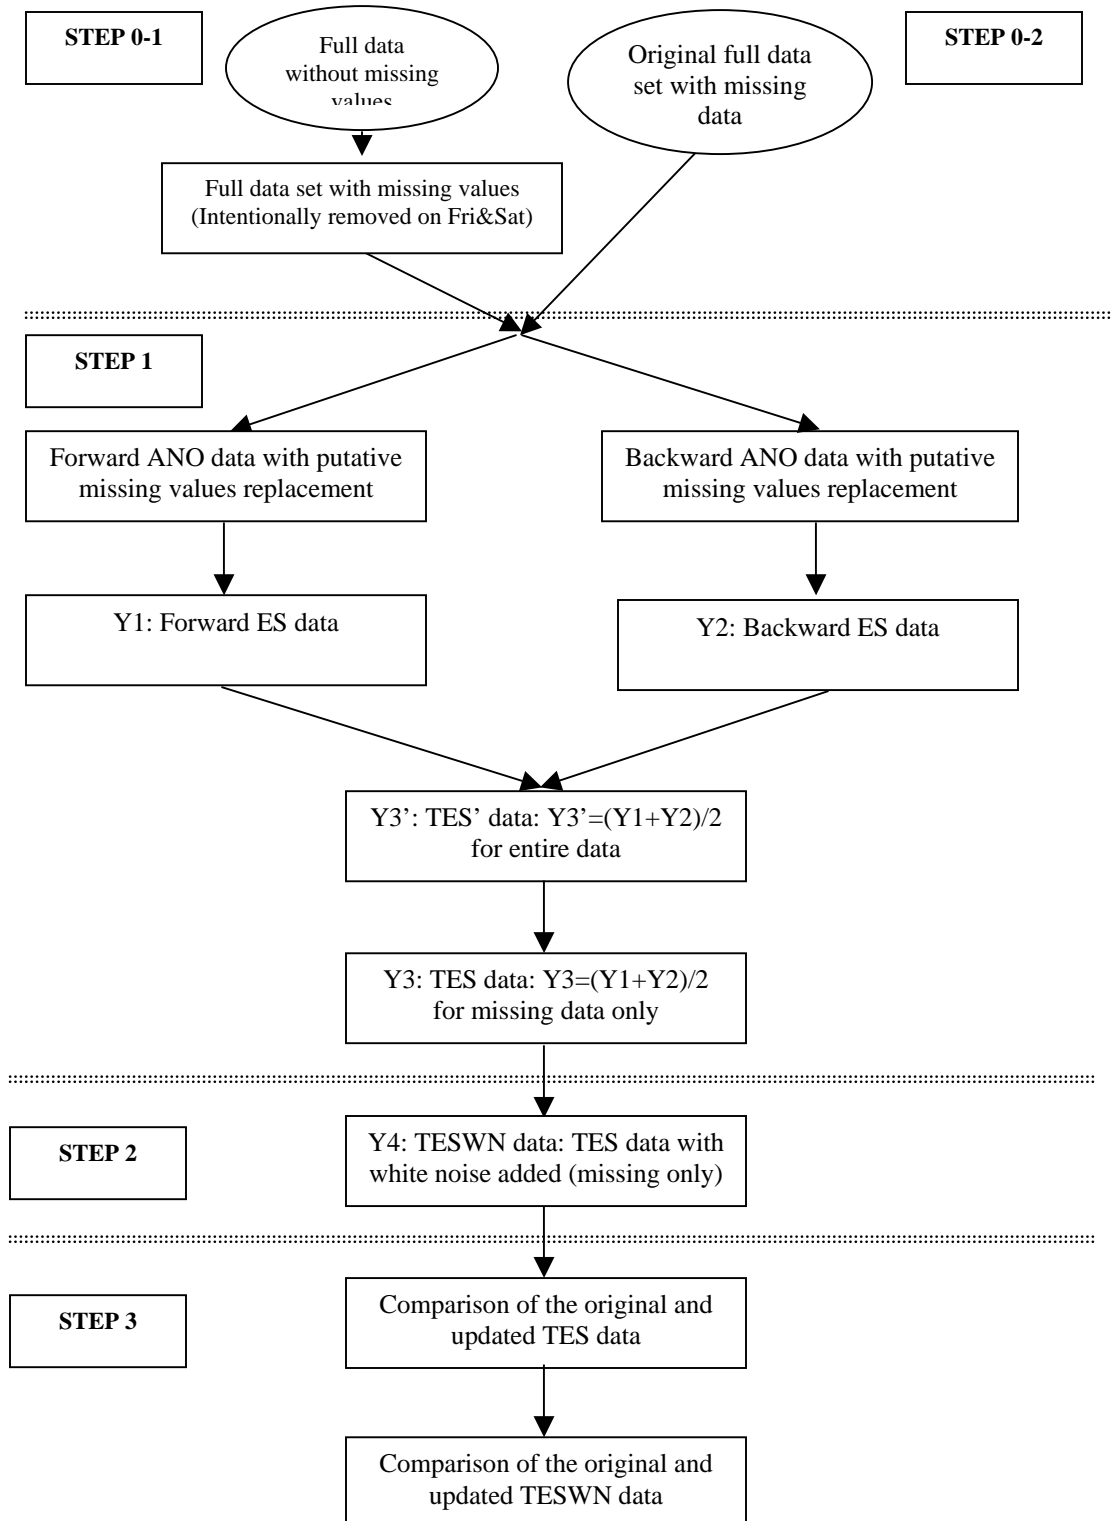 STEP 0-1
Full data
without missing
values
Original full data
set with missing
data
STEP 0-2
Full data set with missing values
(Intentionally removed on Fri&Sat)
STEP 1
Forward ANO data with putative
missing values replacement
Backward ANO data with putative
missing values replacement
Y1: Forward ES data
Y2: Backward ES data
Y3’: TES’ data: Y3’=(Y1+Y2)/2
for entire data
Y3: TES data: Y3=(Y1+Y2)/2
for missing data only
STEP 2
Y4: TESWN data: TES data with
white noise added (missing only)
STEP 3
Comparison of the original and
updated TES data
Comparison of the original and
updated TESWN data